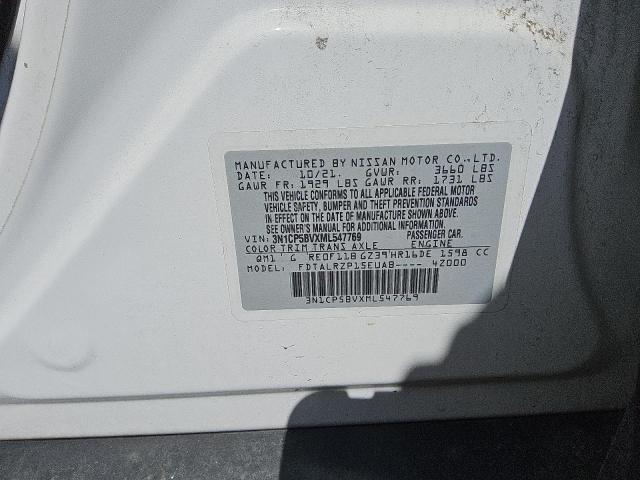 MANUFACTURED BY NISSAN MOTOR CO.,LTD.
DATE: 10/21. GVWR: 3660 LBS
GAWR FR: 1929 LBS GAWR RR: 1731 LBS
THIS VEHICLE CONFORMS TO ALL APPLICABLE FEDERAL MOTOR
VEHICLE SAFETY, BUMPER AND THEFT PREVENTION STANDARDS
IN EFFECT ON THE DATE OF MANUFACTURE SHOWN ABOVE.
SEE OWNER'S MANUAL FOR ADDITIONAL INFORMATION.
VIN: 3N1CP5BVXML547769 PASSENGER CAR.
COLOR TRIM TRANS AXLE ENGINE
QM1 G RE0F11B GZ39 HR16DE 1598 CC
MODEL: FDTALRZP15EUAB---- 4Z000
3N1CP5BVXML547769